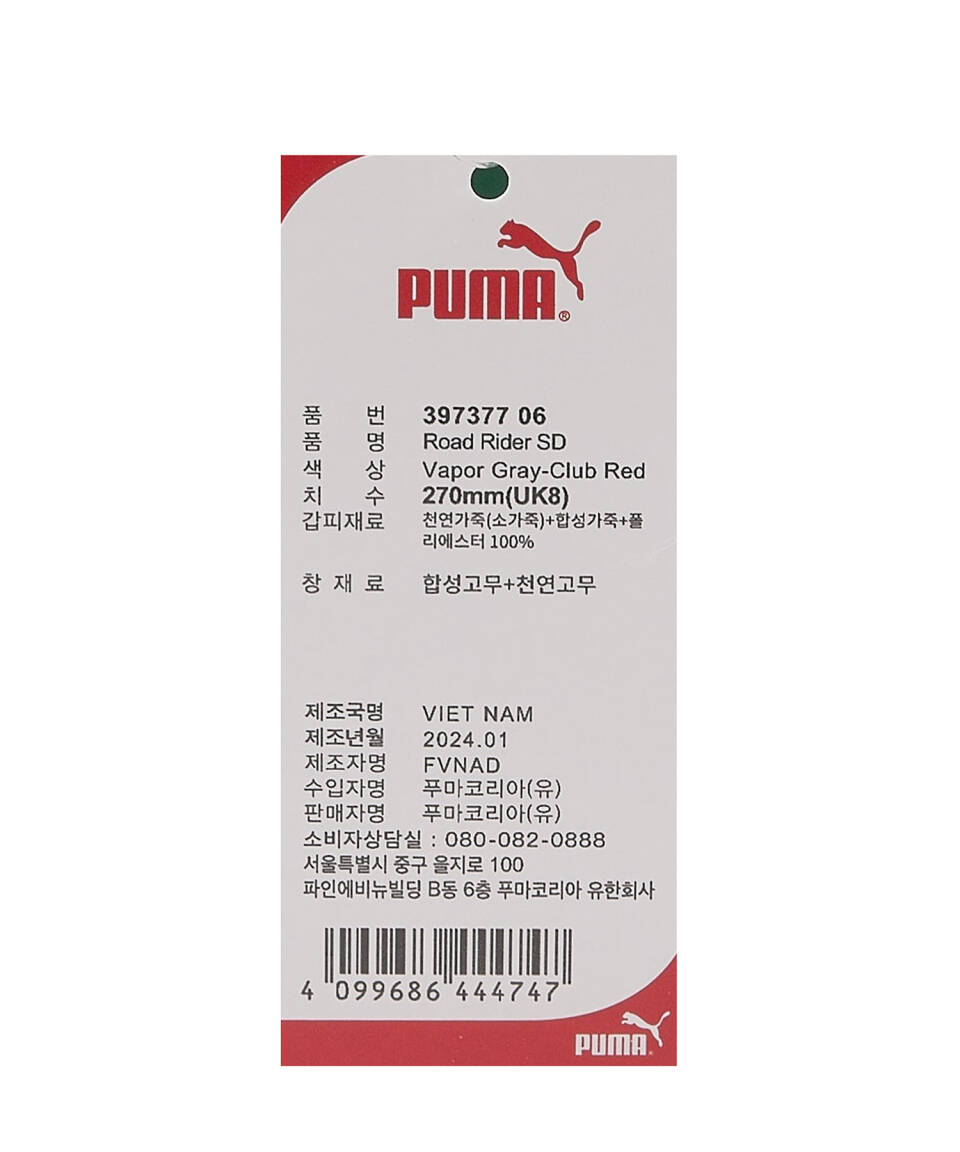 PUMA®
품 번 397377 06
품 명 Road Rider SD
색 상 Vapor Gray-Club Red
치 수 270mm(UK8)
갑피재료 천연가죽(소가죽)+합성가죽+폴
리에스터 100%
창 재 료 합성고무+천연고무
제조국명 VIET NAM
제조년월 2024.01
제조자명 FVNAD
수입자명 푸마코리아(유)
판매자명 푸마코리아(유)
소비자상담실 : 080-082-0888
서울특별시 중구 을지로 100
파인에비뉴빌딩 B동 6층 푸마코리아 유한회사
4 099686 444747
PUMA